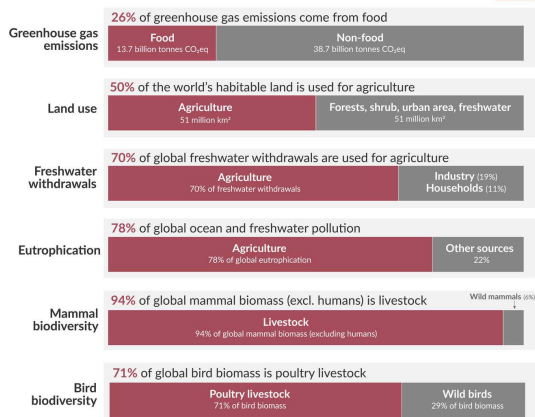 26% of greenhouse gas emissions come from food
Greenhouse gas
emissions
Food
13.7 billion tonnes CO₂eq
Non-food
38.7 billion tonnes CO₂eq
50% of the world's habitable land is used for agriculture
Land use
Agriculture
51 million km²
Forests, shrub, urban area, freshwater
51 million km²
70% of global freshwater withdrawals are used for agriculture
Freshwater
withdrawals
Agriculture
70% of freshwater withdrawals
Industry (19%)
Households (11%)
78% of global ocean and freshwater pollution
Eutrophication
Agriculture
78% of global eutrophication
Other sources
22%
94% of global mammal biomass (excl. humans) is livestock
Wild mammals (6%)
Mammal
biodiversity
Livestock
94% of global mammal biomass (excluding humans)
71% of global bird biomass is poultry livestock
Bird
biodiversity
Poultry livestock
71% of bird biomass
Wild birds
29% of bird biomass